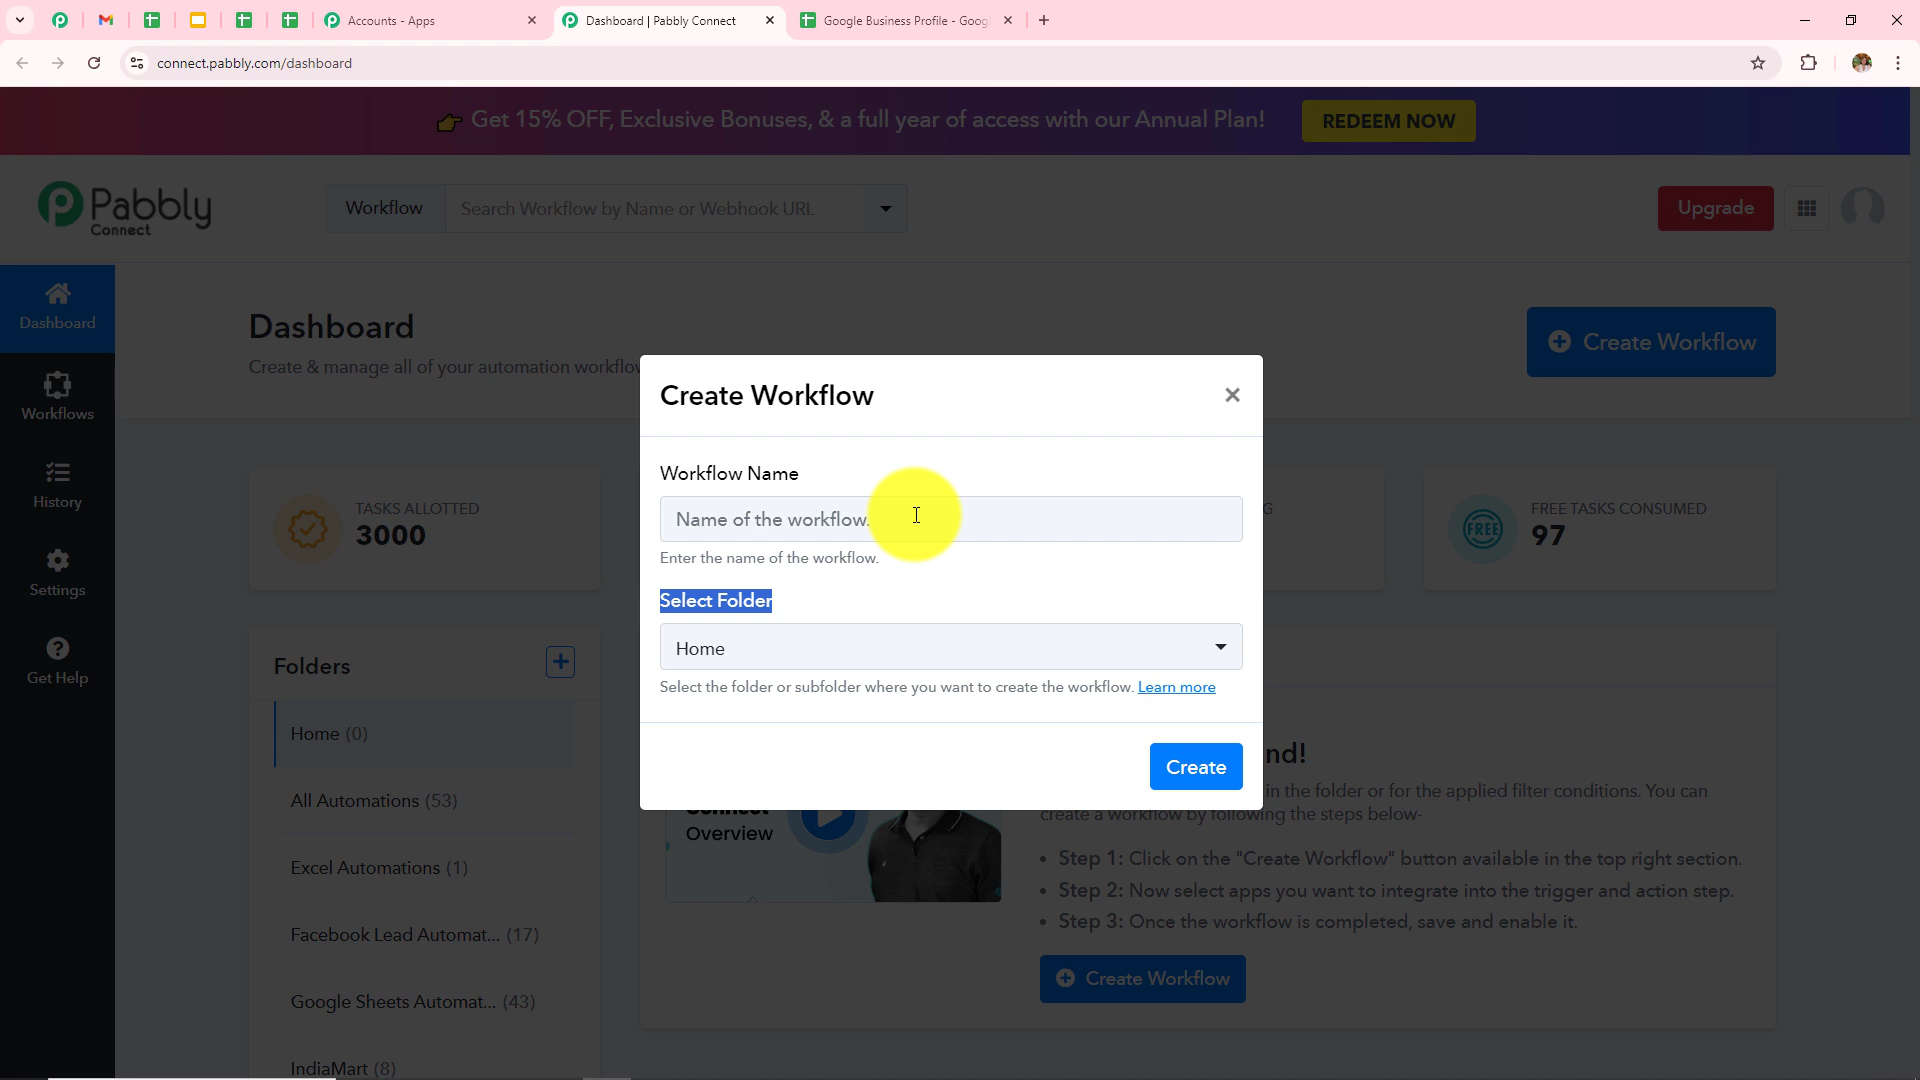 Accounts - Apps
Dashboard | Pabbly Connect
Google Business Profile - Goog
connect.pabbly.com/dashboard
Get 15% OFF, Exclusive Bonuses, & a full year of access with our Annual Plan!
REDEEM NOW
Pabbly
Connect
Workflow
Search Workflow by Name or Webhook URL
Upgrade
Dashboard
Workflows
History
Settings
Get Help
Dashboard
Create & manage all of your automation workflow
Create Workflow
TASKS ALLOTTED
3000
G
FREE
FREE TASKS CONSUMED
97
Folders
Home (0)
All Automations (53)
Excel Automations (1)
Facebook Lead Automat... (17)
Google Sheets Automat... (43)
IndiaMart (8)
Create Workflow
Workflow Name
Name of the workflow.
Enter the name of the workflow.
Select Folder
Home
Select the folder or subfolder where you want to create the workflow. Learn more
Create
Connect
Overview
nd!
in the folder or for the applied filter conditions. You can
create a workflow by following the steps below-
• Step 1: Click on the "Create Workflow" button available in the top right section.
• Step 2: Now select apps you want to integrate into the trigger and action step.
• Step 3: Once the workflow is completed, save and enable it.
Create Workflow